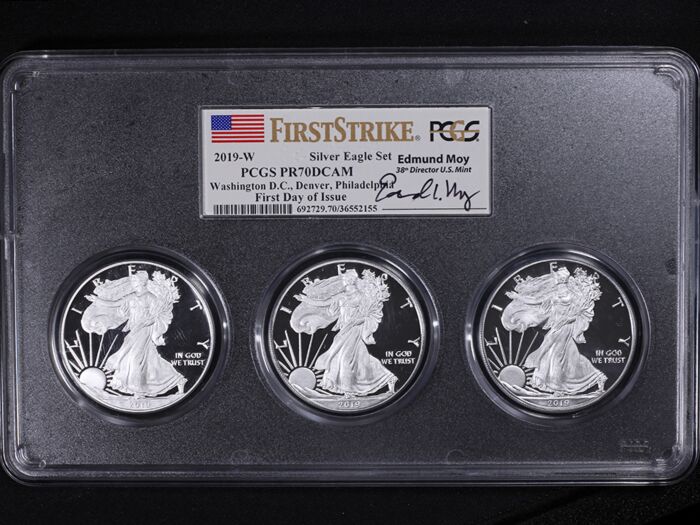 FIRSTSTRIKE® PCGS
2019-W Silver Eagle Set
PCGS PR70DCAM
Washington D.C., Denver, Philadelphia
First Day of Issue
692729.70/36552155
Edmund Moy
38th Director U.S. Mint
LIBERTY
IN GOD
WE TRUST
2019
LIBERTY
IN GOD
WE TRUST
2019
LIBERTY
IN GOD
WE TRUST
2019